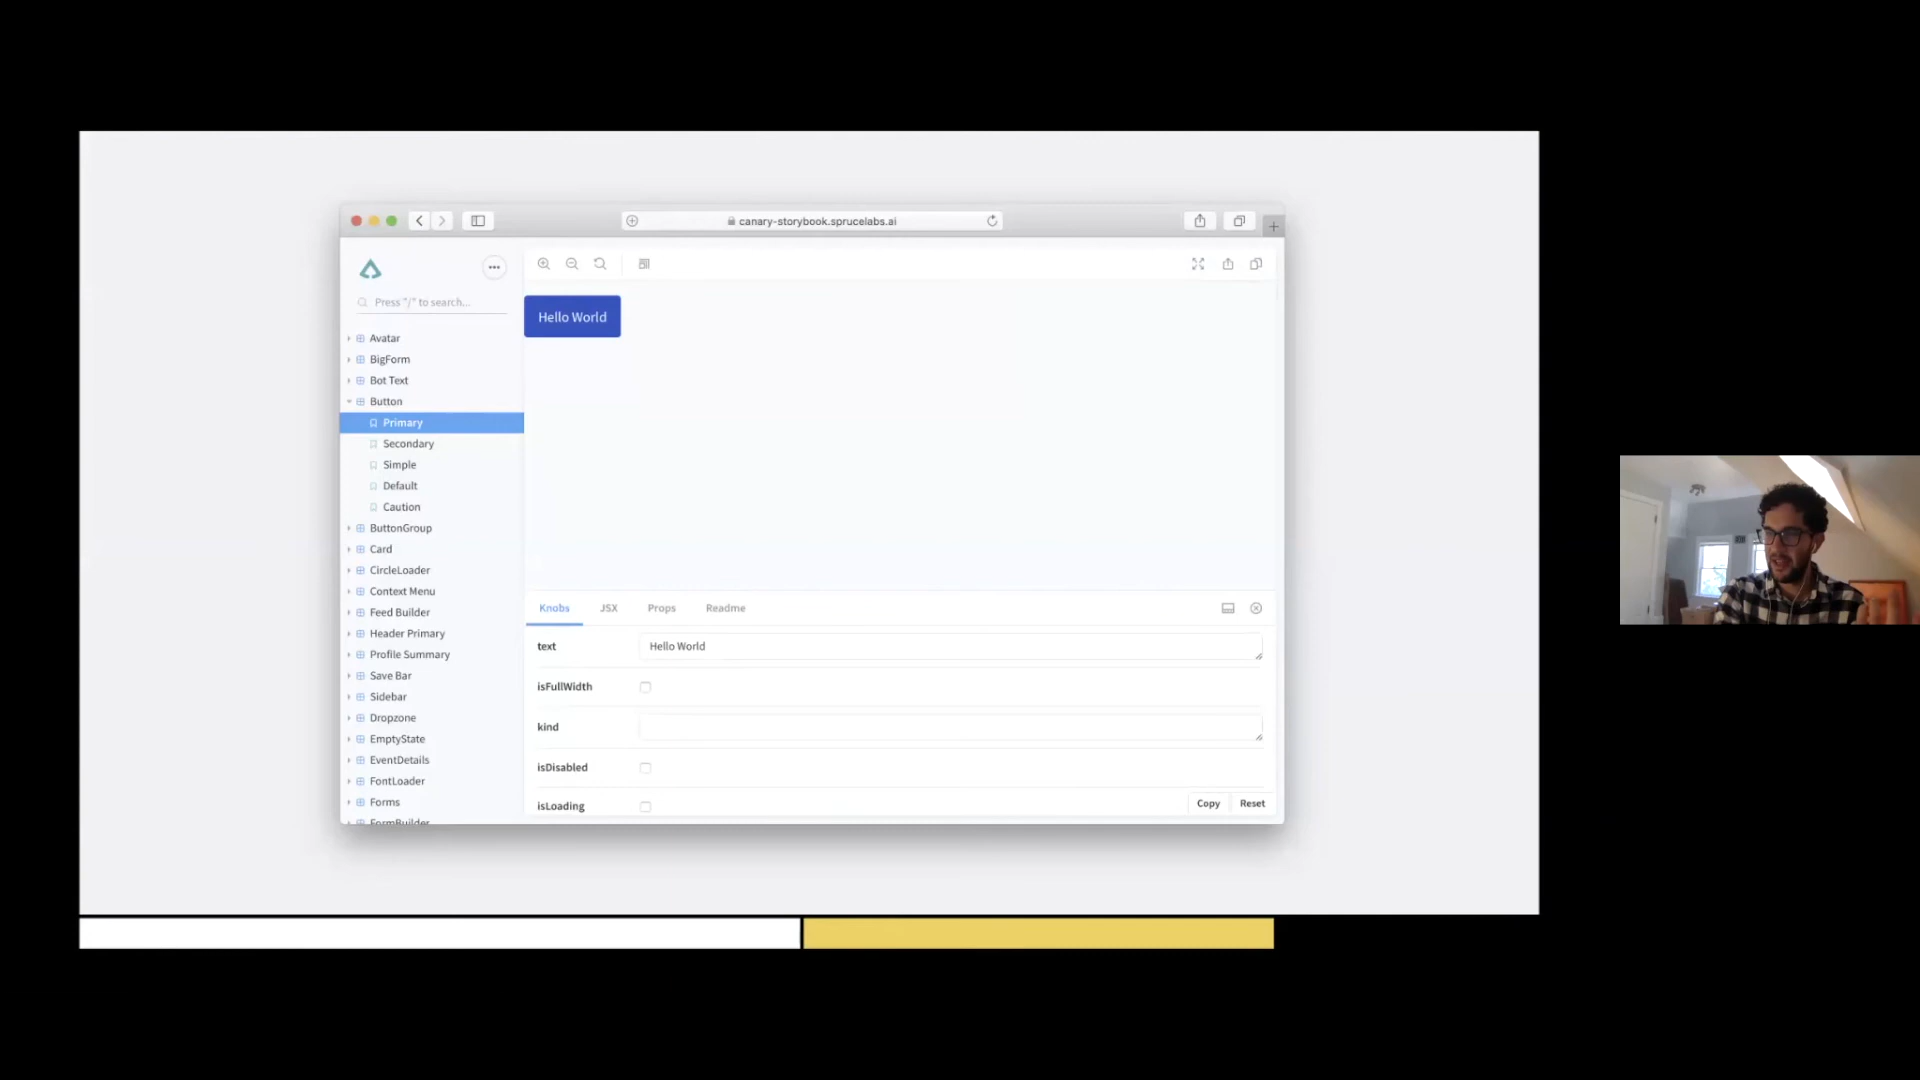 canary-storybook.sprucelabs.ai
Press "/" to search...
Avatar
BigForm
Bot Text
Button
Primary
Secondary
Simple
Default
Caution
ButtonGroup
Card
CircleLoader
Context Menu
Feed Builder
Header Primary
Profile Summary
Save Bar
Sidebar
Dropzone
EmptyState
EventDetails
FontLoader
Forms
FormBuilder
Hello World
Knobs JSX Props Readme
text Hello World
isFullWidth
kind
isDisabled
isLoading
Copy Reset